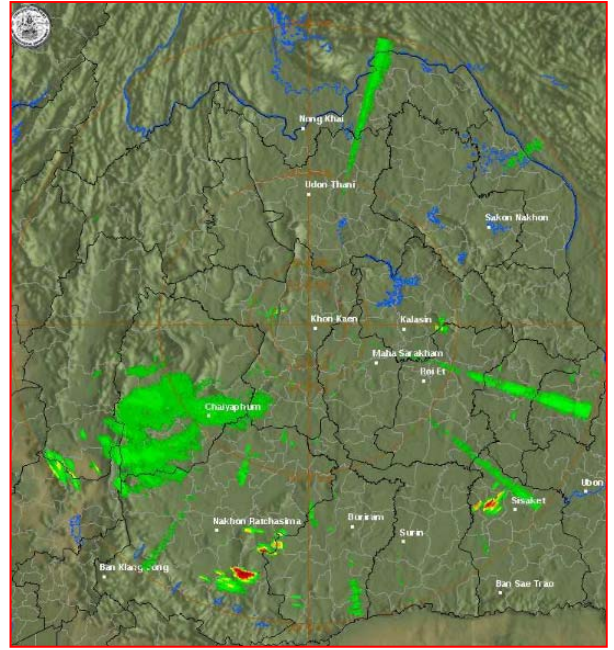 Nong Khai
Udon Thani
Sakon Nakhon
Khon Kaen
Kalasin
Maha Sarakham
Roi Et
Chaiyaphum
Ubon
Sisaket
Nakhon Ratchasima
Buriram
Surin
Ban Klang Dong
Ban Sae Trao